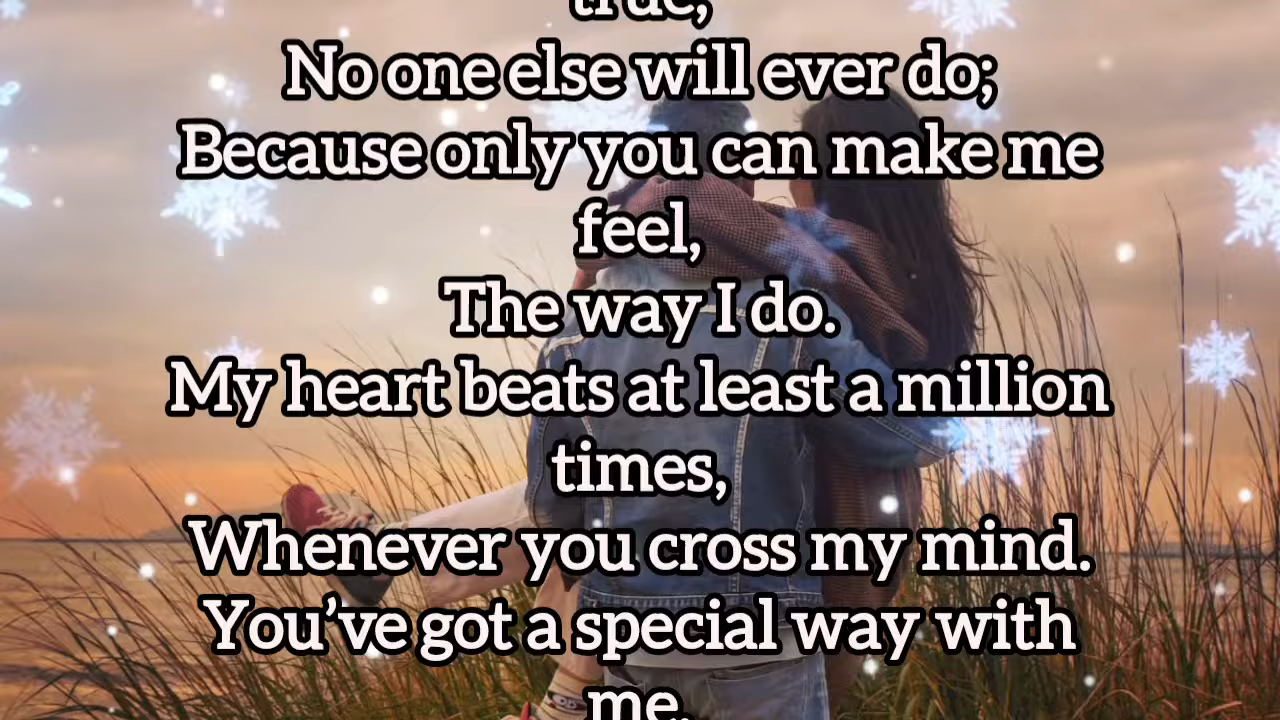 true,
No one else will ever do;
Because only you can make me
feel,
The way I do.
My heart beats at least a million
times,
Whenever you cross my mind.
You’ve got a special way with
me.